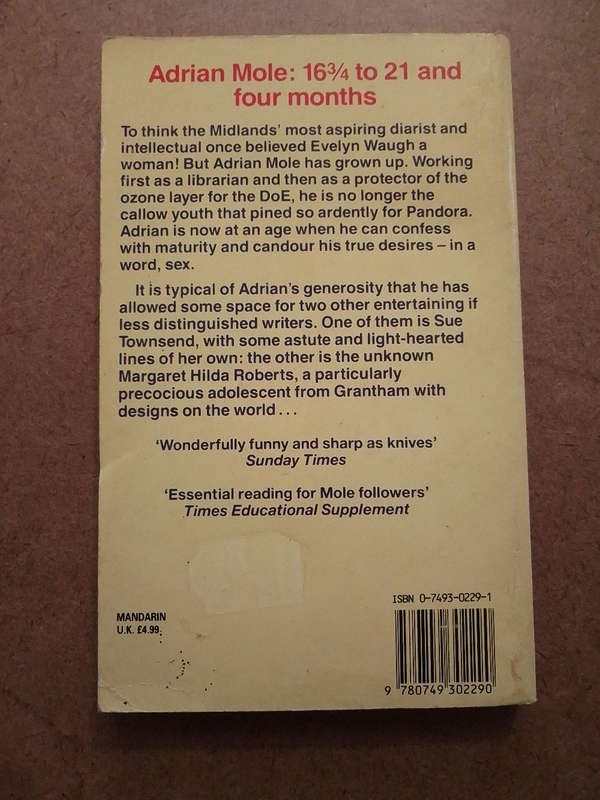 Adrian Mole: 16¾ to 21 and
four months
To think the Midlands' most aspiring diarist and
intellectual once believed Evelyn Waugh a
woman! But Adrian Mole has grown up. Working
first as a librarian and then as a protector of the
ozone layer for the DoE, he is no longer the
callow youth that pined so ardently for Pandora.
Adrian is now at an age when he can confess
with maturity and candour his true desires – in a
word, sex.
It is typical of Adrian's generosity that he has
allowed some space for two other entertaining if
less distinguished writers. One of them is Sue
Townsend, with some astute and light-hearted
lines of her own: the other is the unknown
Margaret Hilda Roberts, a particularly
precocious adolescent from Grantham with
designs on the world ...
'Wonderfully funny and sharp as knives'
Sunday Times
'Essential reading for Mole followers'
Times Educational Supplement
ISBN 0-7493-0229-1
MANDARIN
U.K. £4.99
9 780749 302290